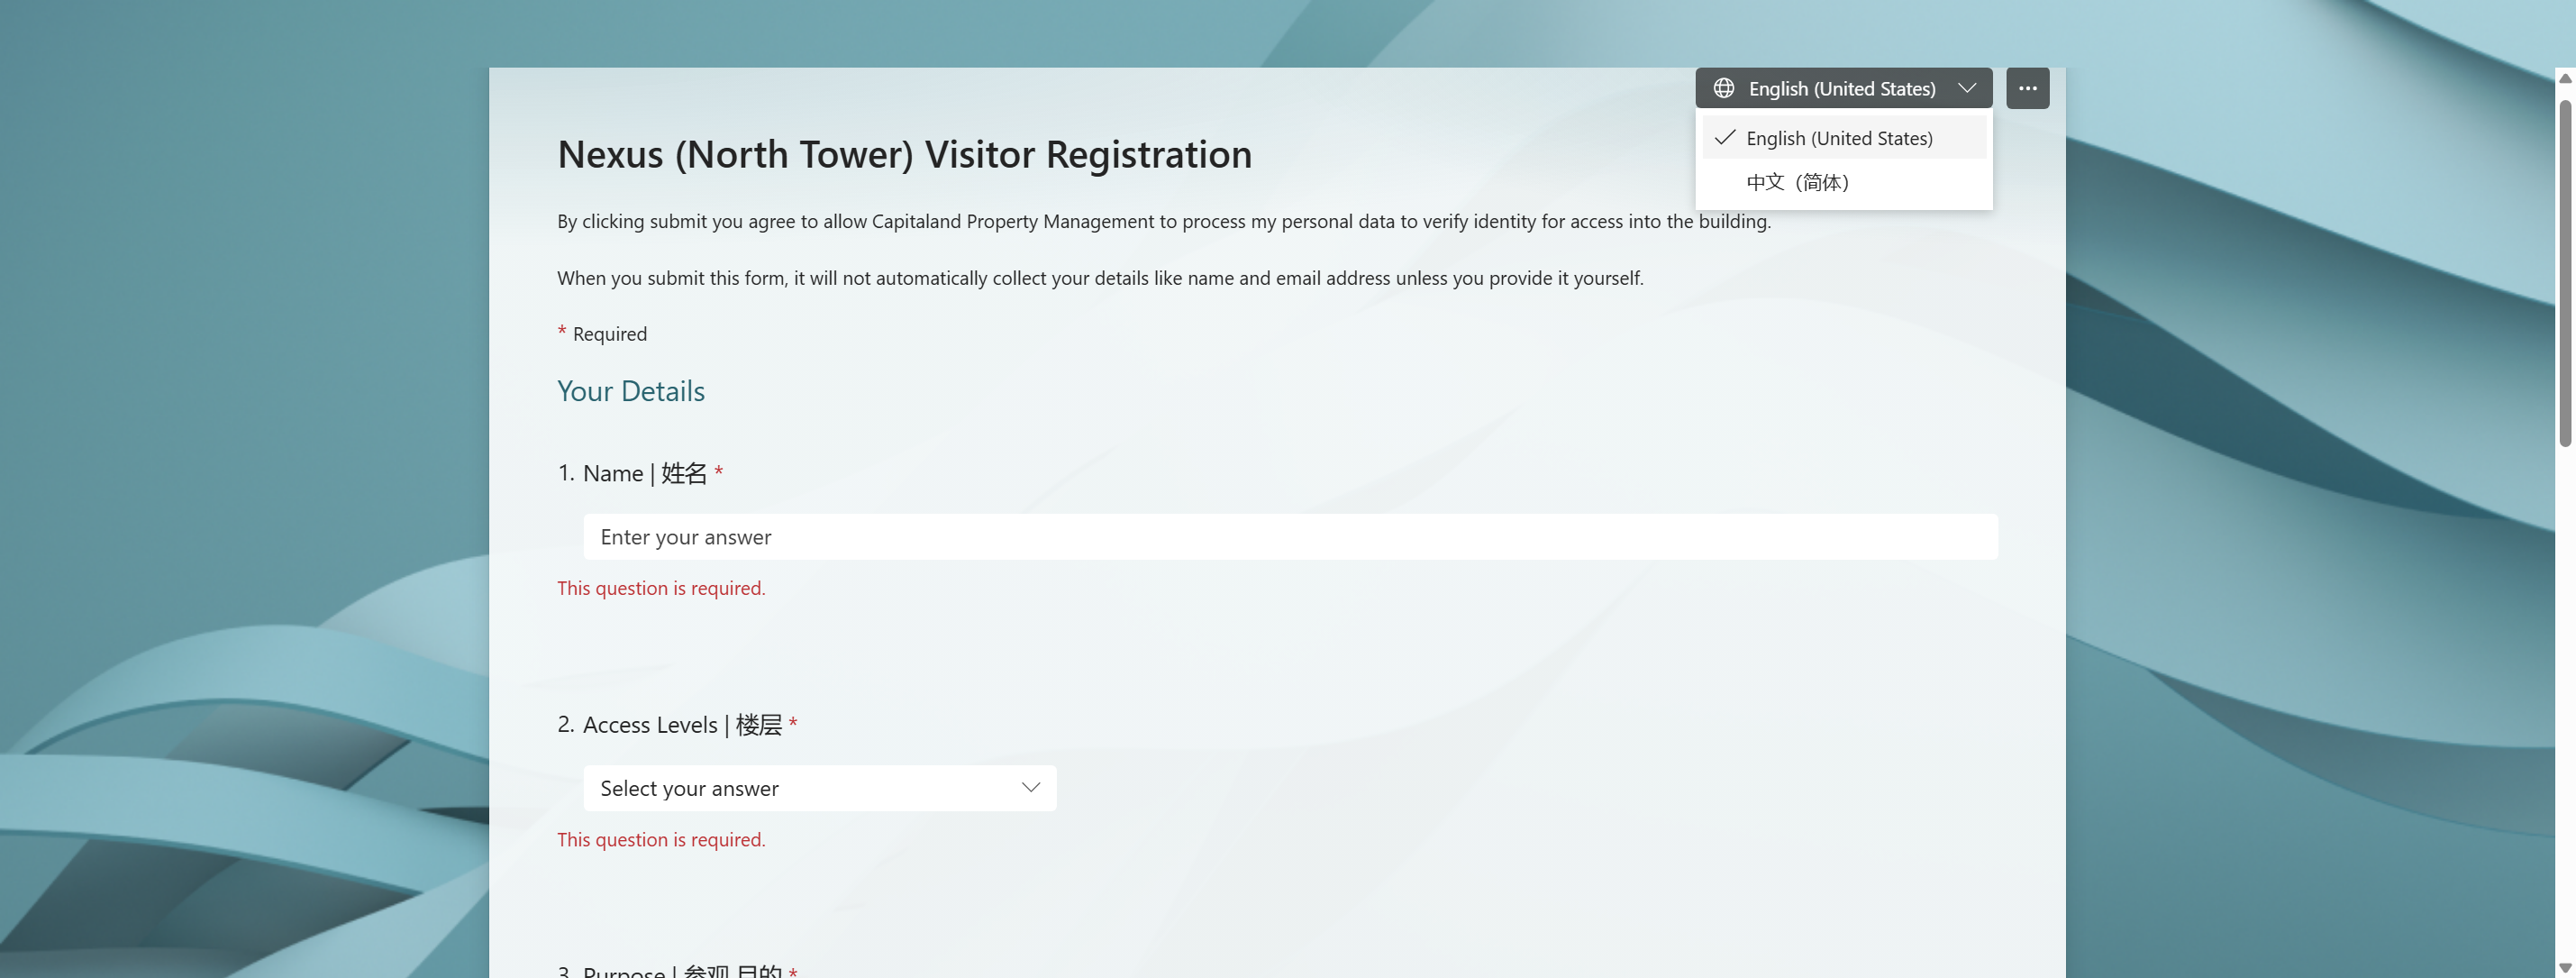 English (United States)
English (United States)
中文（简体）
Nexus (North Tower) Visitor Registration
By clicking submit you agree to allow Capitaland Property Management to process my personal data to verify identity for access into the building.
When you submit this form, it will not automatically collect your details like name and email address unless you provide it yourself.
* Required
Your Details
1. Name | 姓名 *
Enter your answer
This question is required.
2. Access Levels | 楼层 *
Select your answer
This question is required.
3. Purpose | 参观 目的 *